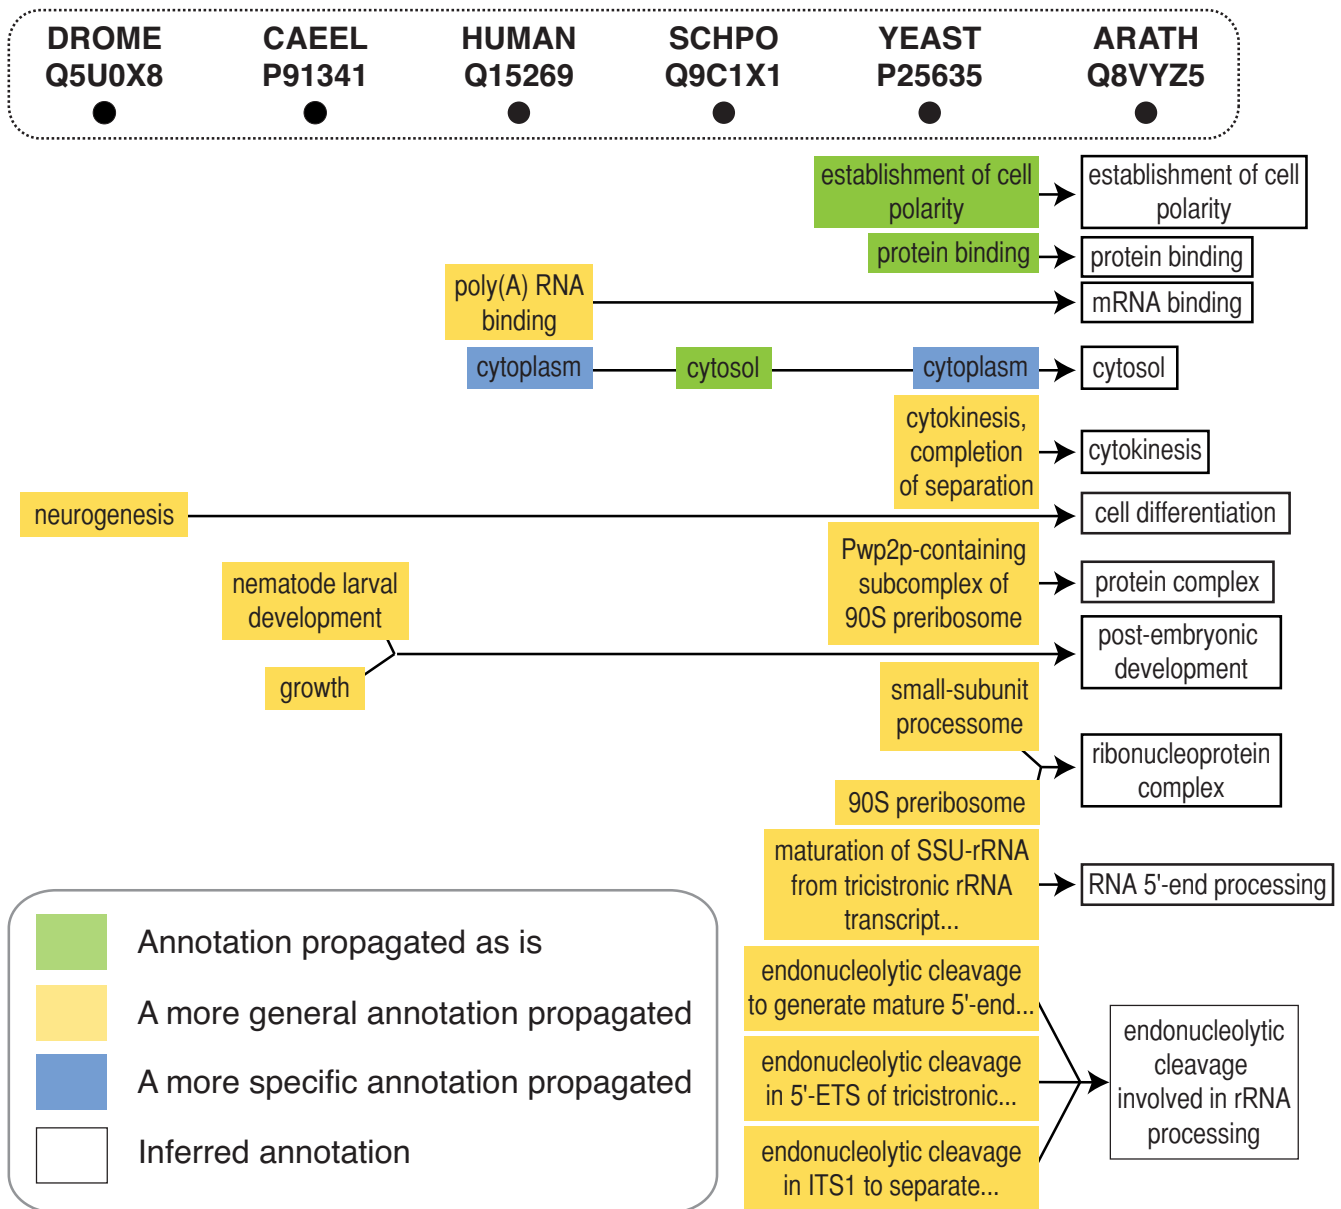 DROME
Q5U0X8
CAEEL
P91341
HUMAN
Q15269
SCHPO
Q9C1X1
YEAST
P25635
ARATH
Q8VYZ5
establishment of cell
polarity
establishment of cell
polarity
protein binding
protein binding
poly(A) RNA
binding
mRNA binding
cytoplasm
cytosol
cytoplasm
cytosol
cytokinesis,
completion
of separation
cytokinesis
neurogenesis
cell differentiation
Pwp2p-containing
subcomplex of
90S preribosome
protein complex
nematode larval
development
growth
post-embryonic
development
small-subunit
processome
90S preribosome
ribonucleoprotein
complex
maturation of SSU-rRNA
from tricistronic rRNA
transcript...
RNA 5'-end processing
endonucleolytic cleavage
to generate mature 5'-end...
endonucleolytic cleavage
in 5'-ETS of tricistronic...
endonucleolytic cleavage
in ITS1 to separate...
endonucleolytic
cleavage
involved in rRNA
processing
Annotation propagated as is
A more general annotation propagated
A more specific annotation propagated
Inferred annotation